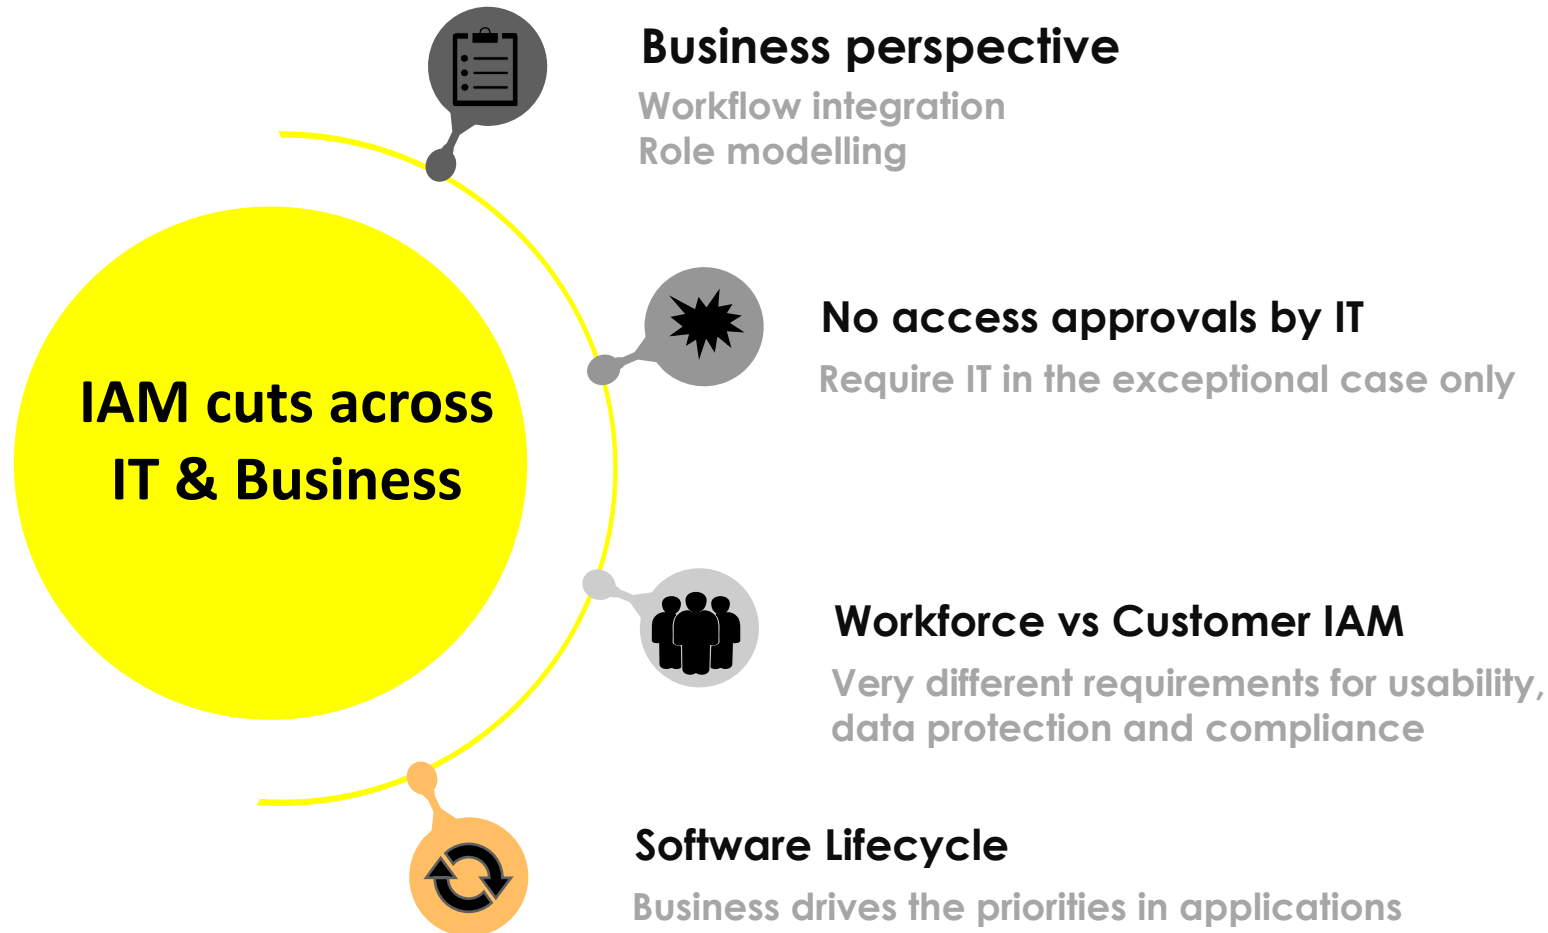 Business perspective
Workflow integration
Role modelling
No access approvals by IT
Require IT in the exceptional case only
IAM cuts across
IT & Business
Workforce vs Customer IAM
Very different requirements for usability,
data protection and compliance
Software Lifecycle
Business drives the priorities in applications